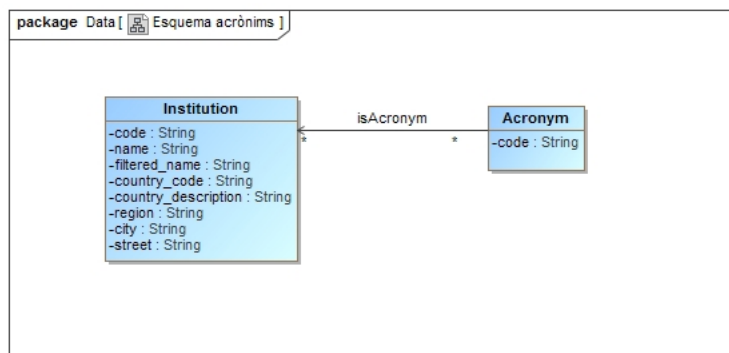 package Data [ Esquema acrònims ]
Institution
-code : String
-name : String
-filtered_name : String
-country_code : String
-country_description : String
-region : String
-city : String
-street : String
isAcronym
*
*
Acronym
-code : String